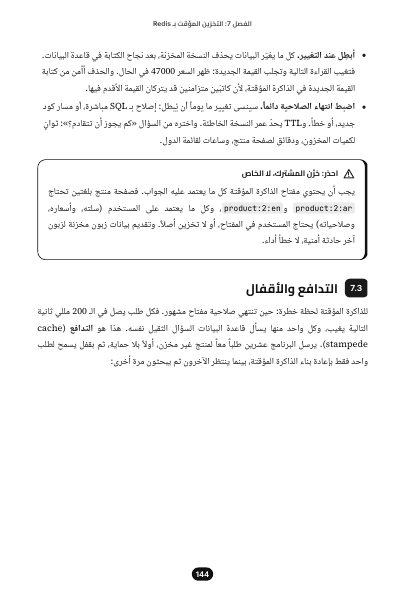 الفصل 7: التخزين المؤقت بـ Redis
• أبطِل عند التغيير. كل ما يغيّر البيانات يحذف النسخة المخزنة، بعد نجاح الكتابة في قاعدة البيانات.
فتغيب القراءة التالية وتجلب القيمة الجديدة: ظهر السعر 47000 في الحال. والحذف آمن من كتابة
القيمة الجديدة في الذاكرة المؤقتة، لأن كاتبَين متزامنين قد يتركان القيمة الأقدم فيها.
• اضبط انتهاء الصلاحية دائماً. سينسى تغيير ما يوماً أن يُبطِل: إصلاح بـ SQL مباشرة، أو مسار كود
جديد، أو خطأ. وTTL يحدّ عمر النسخة الخاطئة. واختره من السؤال «كم يجوز أن نتقادم؟»: ثوانٍ
لكميات المخزون، ودقائق لصفحة منتج، وساعات لقائمة الدول.
احذر: خزّن المشترك، لا الخاص
يجب أن يحتوي مفتاح الذاكرة المؤقتة كل ما يعتمد عليه الجواب. فصفحة منتج بلغتين تحتاج
product:2:ar و product:2:en، وكل ما يعتمد على المستخدم (سلته، وأسعاره،
وصلاحياته) يحتاج المستخدم في المفتاح، أو لا تخزين أصلاً. وتقديم بيانات زبون مخزنة لزبون
آخر حادثة أمنية، لا خطأ أداء.
7.3 التدافع والأقفال
للذاكرة المؤقتة لحظة خطرة: حين تنتهي صلاحية مفتاح مشهور. فكل طلب يصل في الـ 200 مللي ثانية
التالية يغيب، وكل واحد منها يسأل قاعدة البيانات السؤال الثقيل نفسه. هذا هو التدافع (cache
stampede). يرسل البرنامج عشرين طلباً معاً لمنتج غير مخزن، أولاً بلا حماية، ثم بقفل يسمح لطلب
واحد فقط بإعادة بناء الذاكرة المؤقتة، بينما ينتظر الآخرون ثم يبحثون مرة أخرى:
144